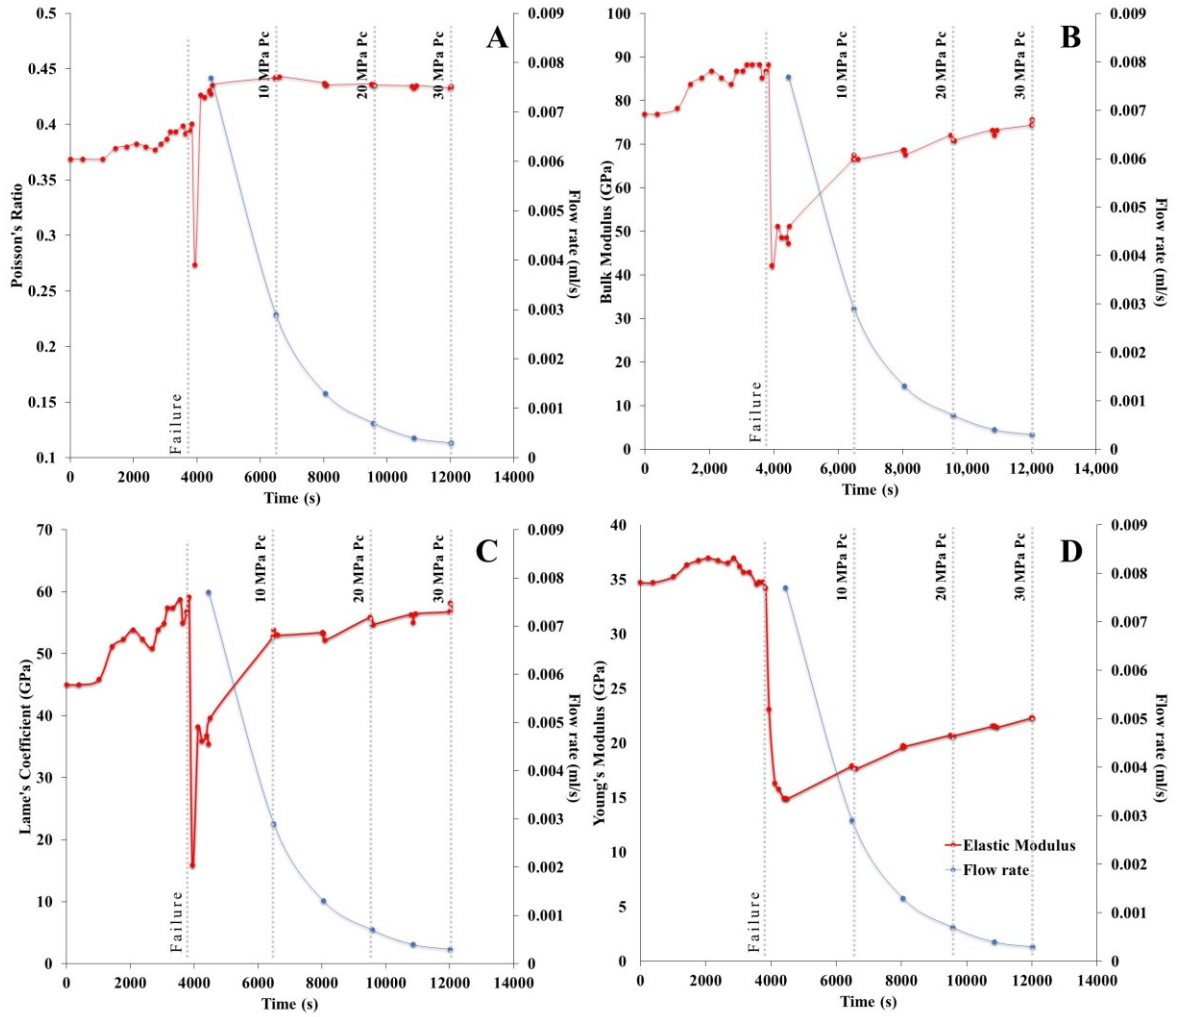 A
0.5
0.45
0.4
0.35
0.3
0.25
0.2
0.15
0.1
Poisson's Ratio
0 2000 4000 6000 8000 10000 12000 14000
Time (s)
0.009
0.008
0.007
0.006
0.005
0.004
0.003
0.002
0.001
0
Flow rate (ml/s)
Failure
10 MPa Pc
20 MPa Pc
30 MPa Pc
B
100
90
80
70
60
50
40
30
20
10
0
Bulk Modulus (GPa)
0 2,000 4,000 6,000 8,000 10,000 12,000 14,000
Time (s)
0.009
0.008
0.007
0.006
0.005
0.004
0.003
0.002
0.001
0
Flow rate (ml/s)
Failure
10 MPa Pc
20 MPa Pc
30 MPa Pc
C
70
60
50
40
30
20
10
0
Lame's Coefficient (GPa)
0 2000 4000 6000 8000 10000 12000 14000
Time (s)
0.009
0.008
0.007
0.006
0.005
0.004
0.003
0.002
0.001
0
Flow rate (ml/s)
Failure
10 MPa Pc
20 MPa Pc
30 MPa Pc
D
40
35
30
25
20
15
10
5
0
Young's Modulus (GPa)
0 2000 4000 6000 8000 10000 12000 14000
Time (s)
0.009
0.008
0.007
0.006
0.005
0.004
0.003
0.002
0.001
0
Flow rate (ml/s)
Failure
10 MPa Pc
20 MPa Pc
30 MPa Pc
Elastic Modulus
Flow rate